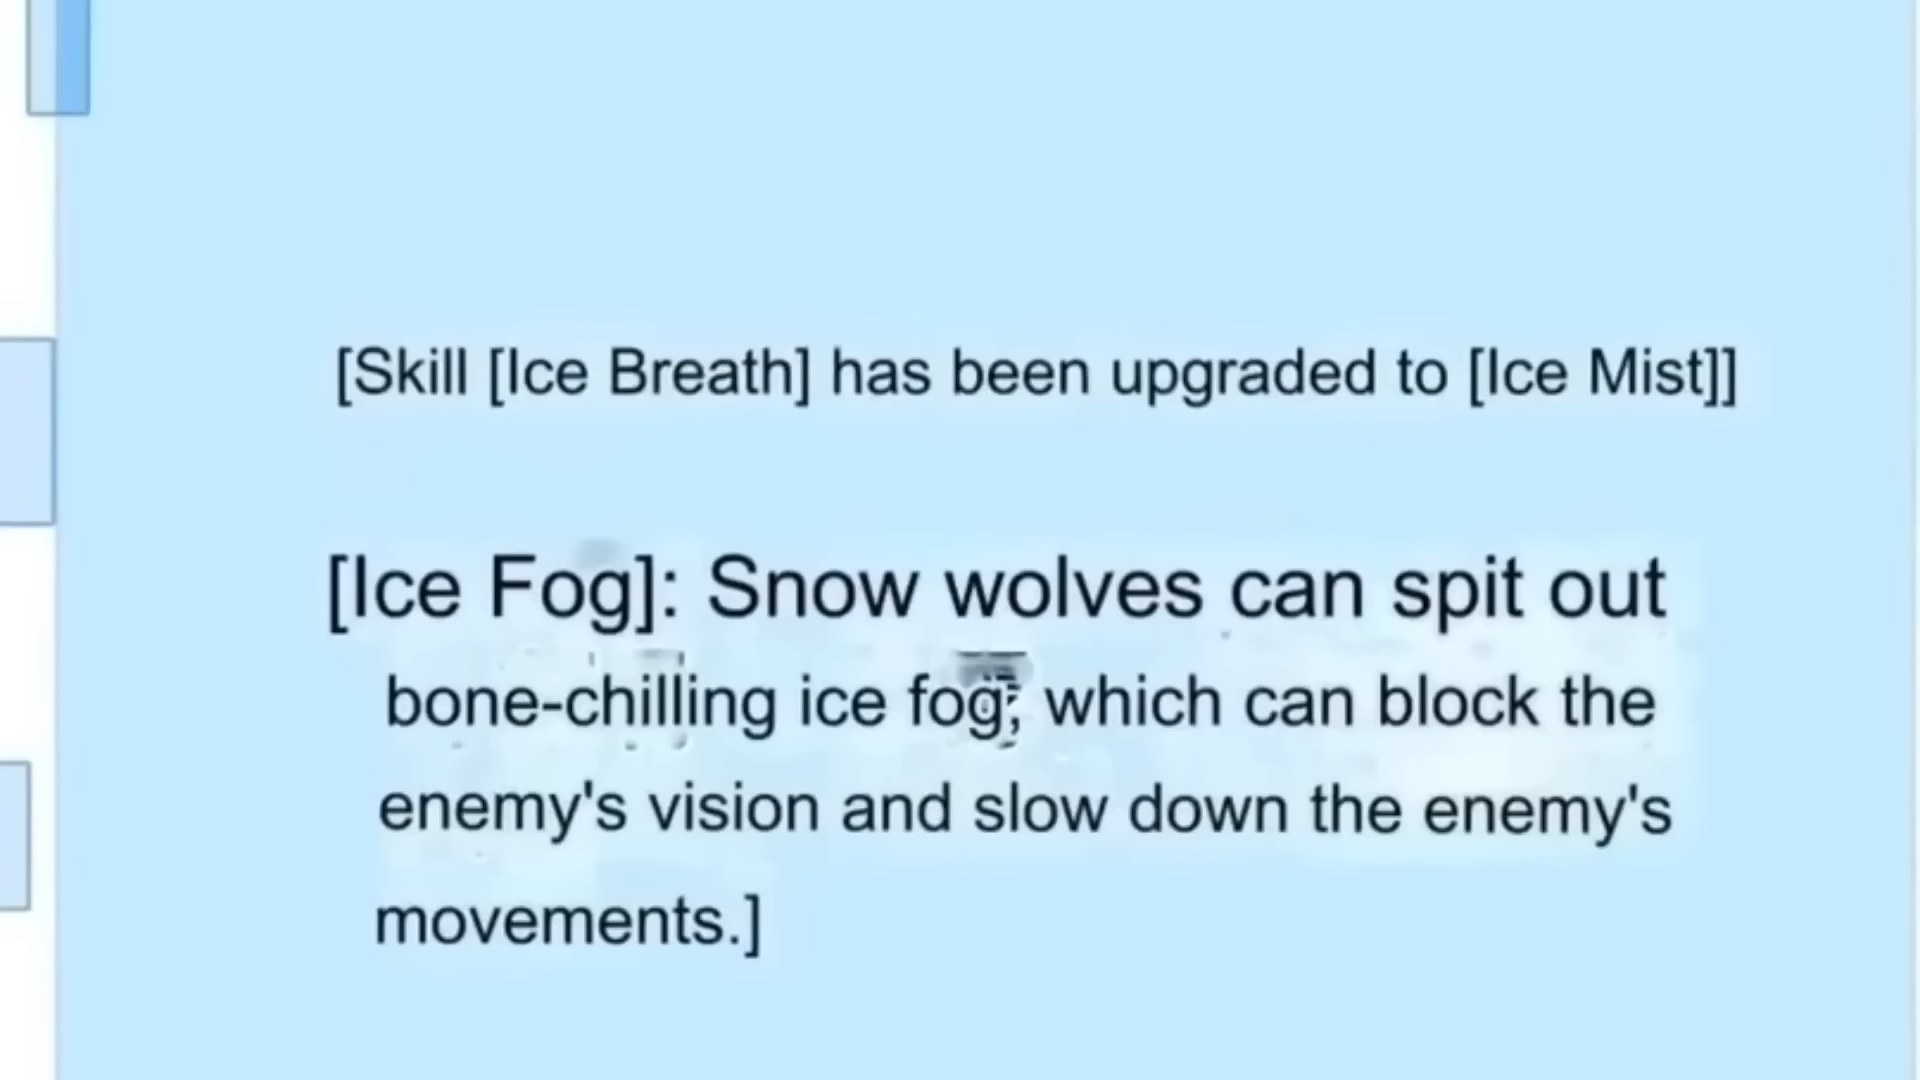 [Skill [Ice Breath] has been upgraded to [Ice Mist]]
[Ice Fog]: Snow wolves can spit out
bone-chilling ice fog, which can block the
enemy's vision and slow down the enemy's
movements.]